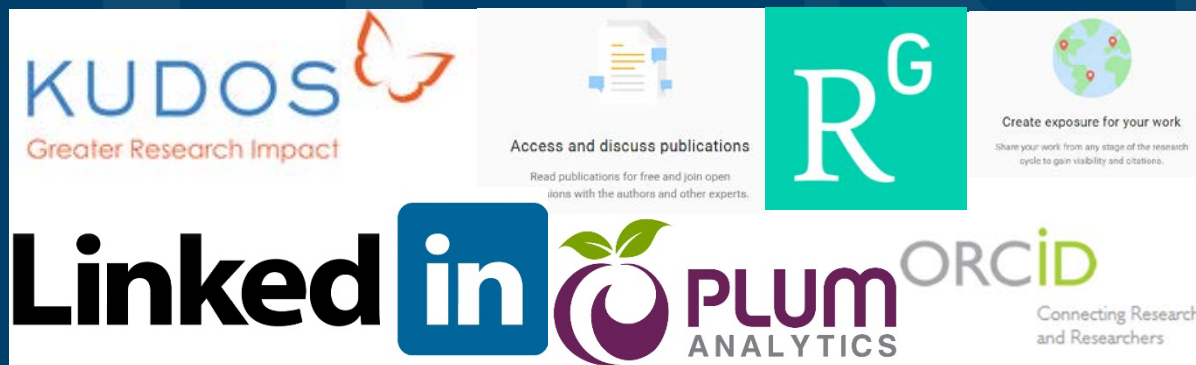 KUDOS
Greater Research Impact
Access and discuss publications
Read publications for free and join open
ions with the authors and other experts.
RG
Create exposure for your work
Share your work from any stage of the research
cycle to gain visibility and citations.
Linked in
PLUM
ANALYTICS
ORCiD
Connecting Research
and Researchers